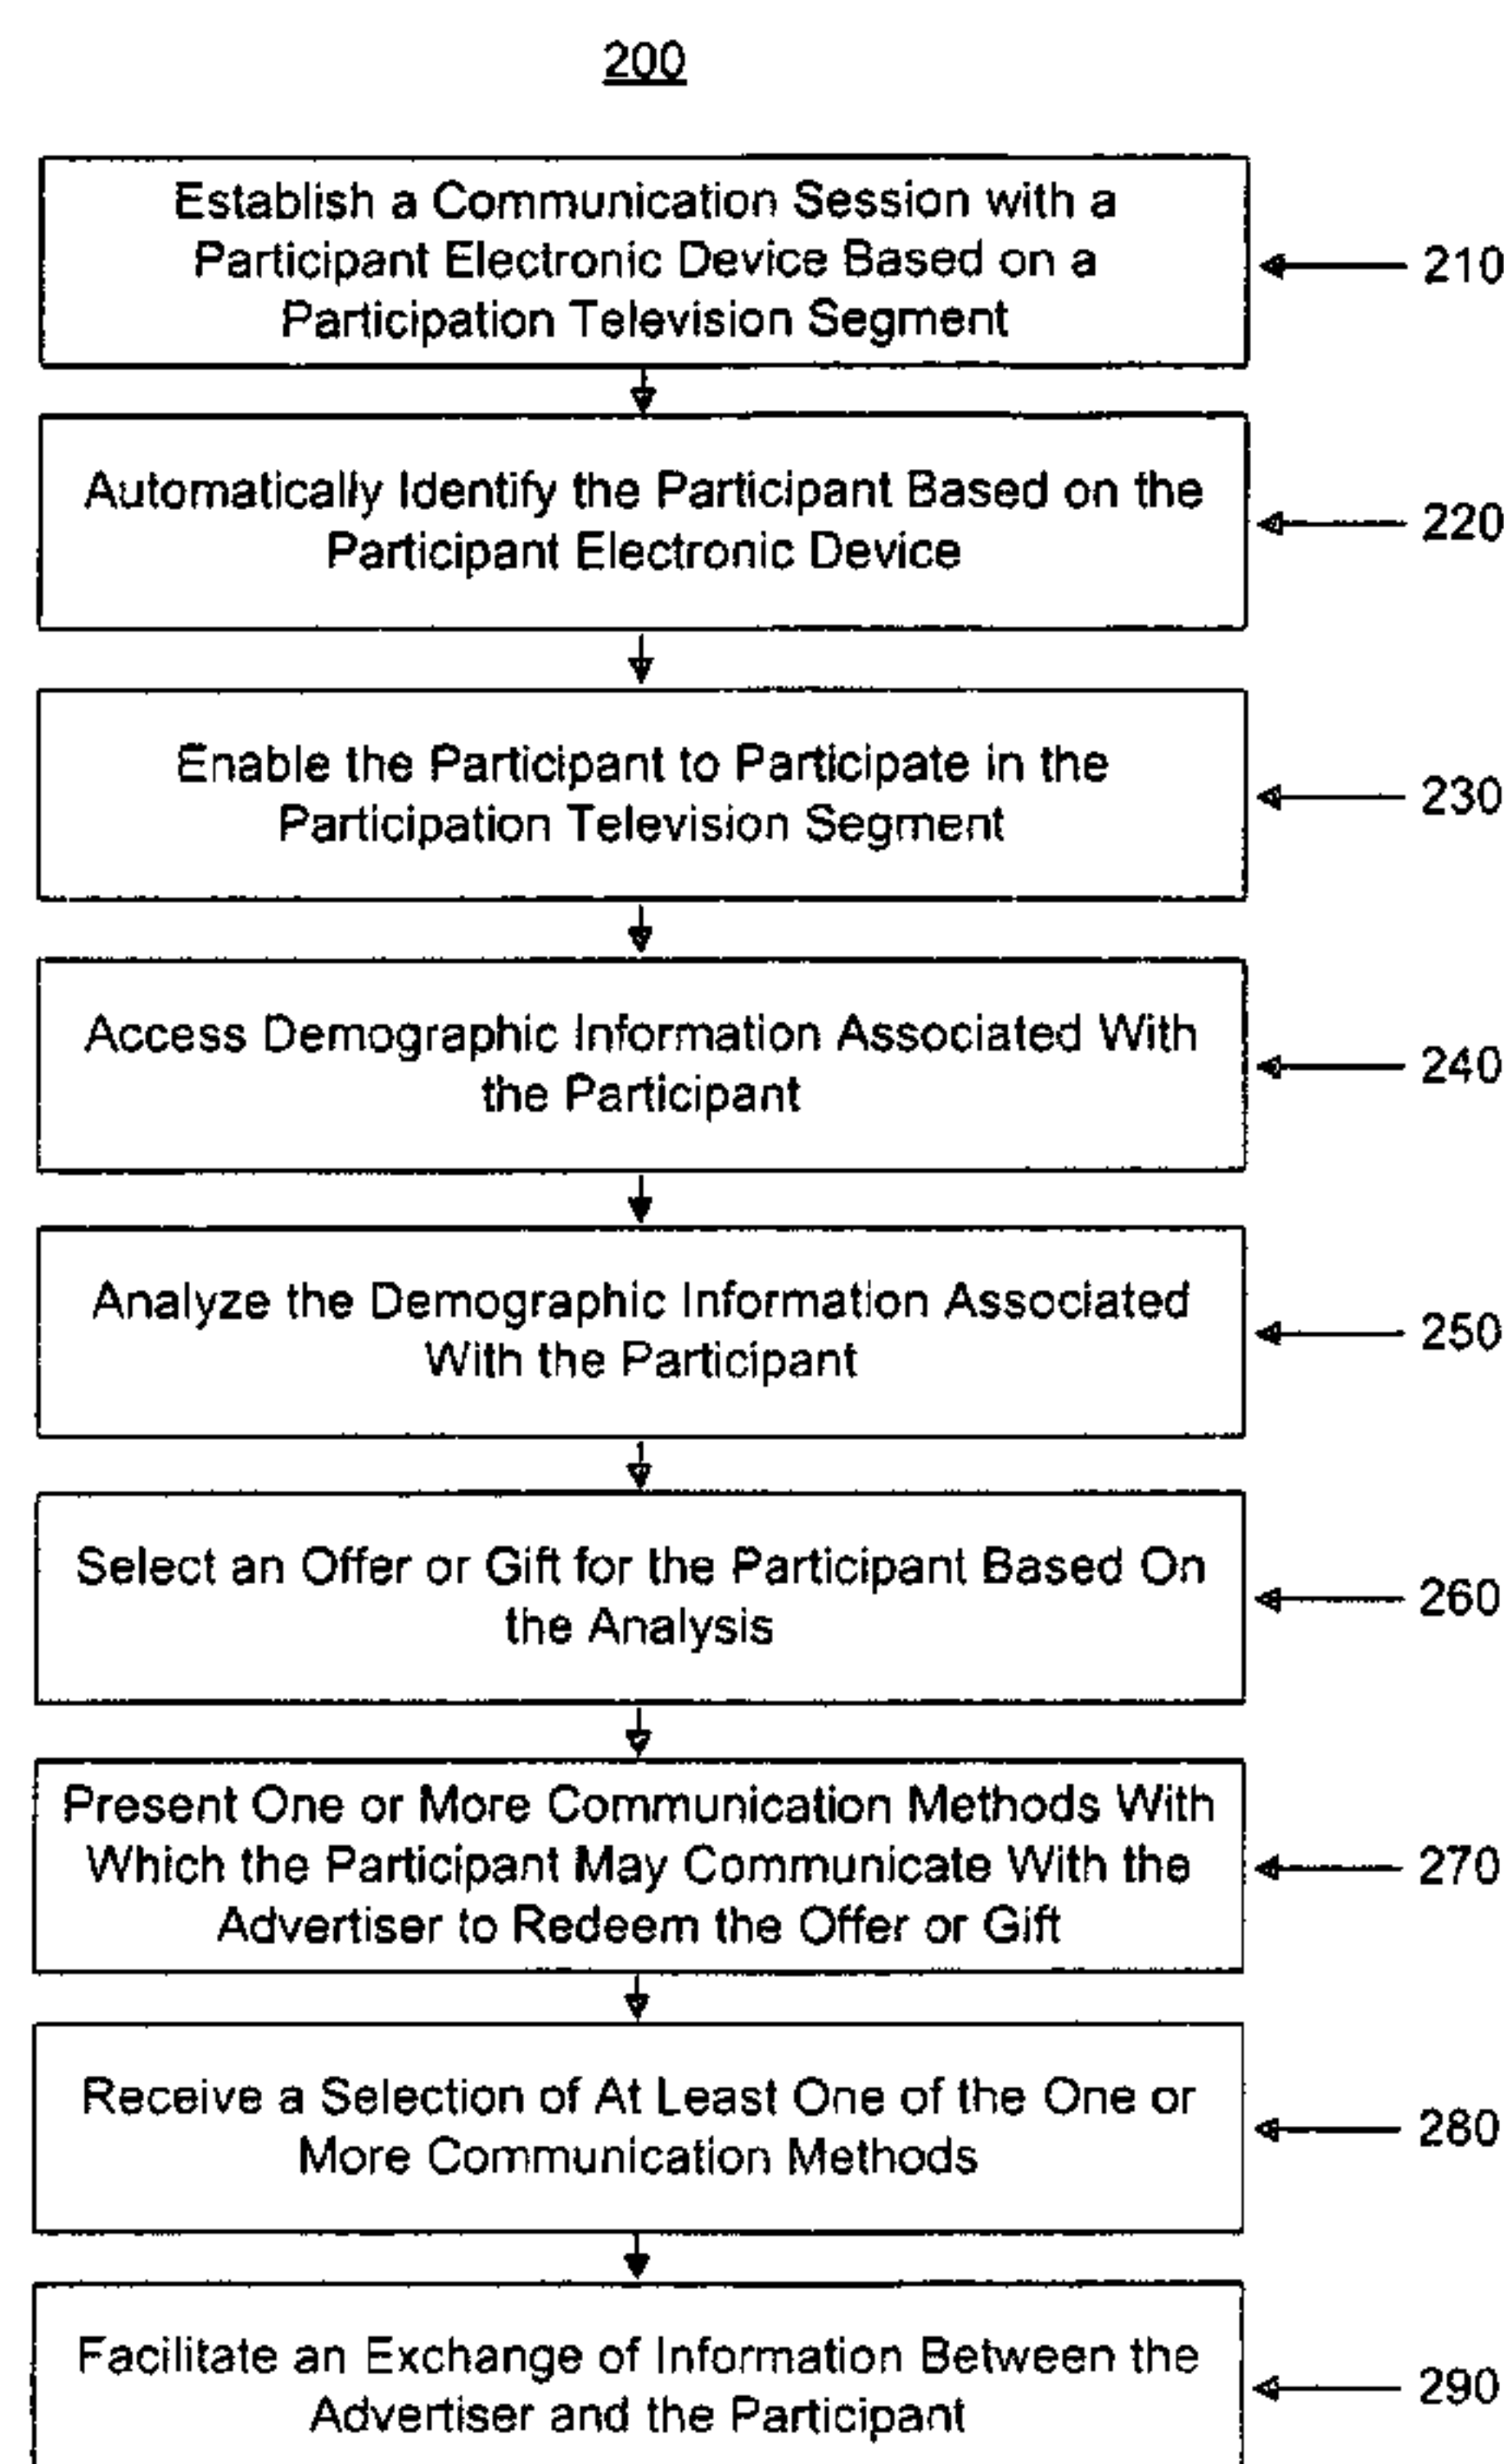 200
Establish a Communication Session with a
Participant Electronic Device Based on a
Participation Television Segment
210
Automatically Identify the Participant Based on the
Participant Electronic Device
220
Enable the Participant to Participate in the
Participation Television Segment
230
Access Demographic Information Associated With
the Participant
240
Analyze the Demographic Information Associated
With the Participant
250
Select an Offer or Gift for the Participant Based On
the Analysis
260
Present One or More Communication Methods With
Which the Participant May Communicate With the
Advertiser to Redeem the Offer or Gift
270
Receive a Selection of At Least One of the One or
More Communication Methods
280
Facilitate an Exchange of Information Between the
Advertiser and the Participant
290